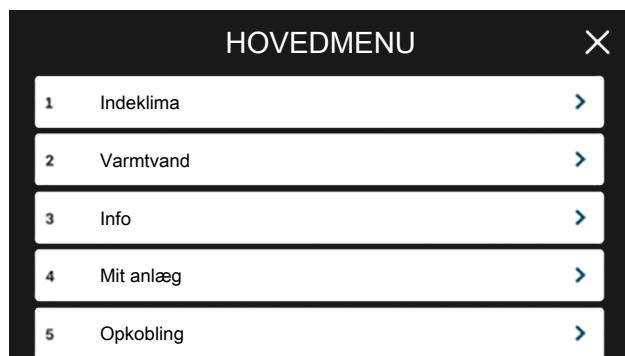 HOVEDMENU
1 Indeklima
2 Varmtvand
3 Info
4 Mit anlæg
5 Opkobling